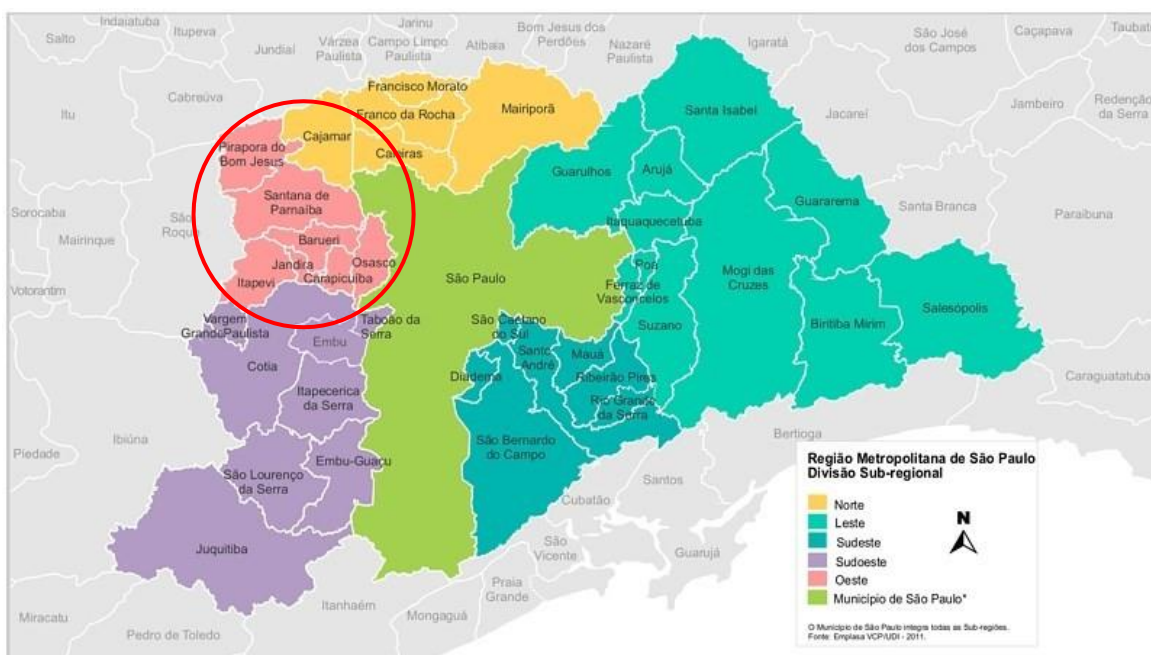 Indaiatuba
Salto
Itupeva
Jundiaí
Várzea
Paulista
Jarinu
Campo Limpo
Paulista
Atibaia
Bom Jesus dos
Perdões
Nazaré
Paulista
Igaratá
São José
dos Campos
Caçapava
Taubaté
Itu
Cabreúva
Francisco Morato
Franco da Rocha
Mairiporã
Cajamar
Caieiras
Santa Isabel
Jacareí
Jambeiro
Redenção
da Serra
Pirapora do
Bom Jesus
Guarulhos
Arujá
Santana de
Parnaíba
Guararema
Santa Branca
Paraibuna
Sorocaba
Mairinque
São
Roque
Itaquaquecetuba
Barueri
Osasco
Jandira
Carapicuíba
Itapevi
São Paulo
Poá
Ferraz de
Vasconcelos
Mogi das
Cruzes
Salesópolis
Biritiba Mirim
Votorantim
Vargem
Grande Paulista
Taboão da
Serra
Embu
São Caetano
do Sul
Suzano
Santo
André
Mauá
Cotia
Diadema
Ribeirão Pires
Itapecerica
da Serra
Rio Grande
da Serra
Caraguatatuba
Ibiúna
Piedade
São Bernardo
do Campo
Bertioga
São Lourenço
da Serra
Embu-Guaçu
Santos
Cubatão
Juquitiba
São
Vicente
Guarujá
Praia
Grande
Itanhaém
Mongaguá
Miracatu
Pedro de Toledo
Região Metropolitana de São Paulo
Divisão Sub-regional
Norte
Leste
Sudeste
Sudoeste
Oeste
Município de São Paulo*
N
O Município de São Paulo integra todas as Sub-regiões.
Fonte: Emplasa VCP/UDI - 2011.